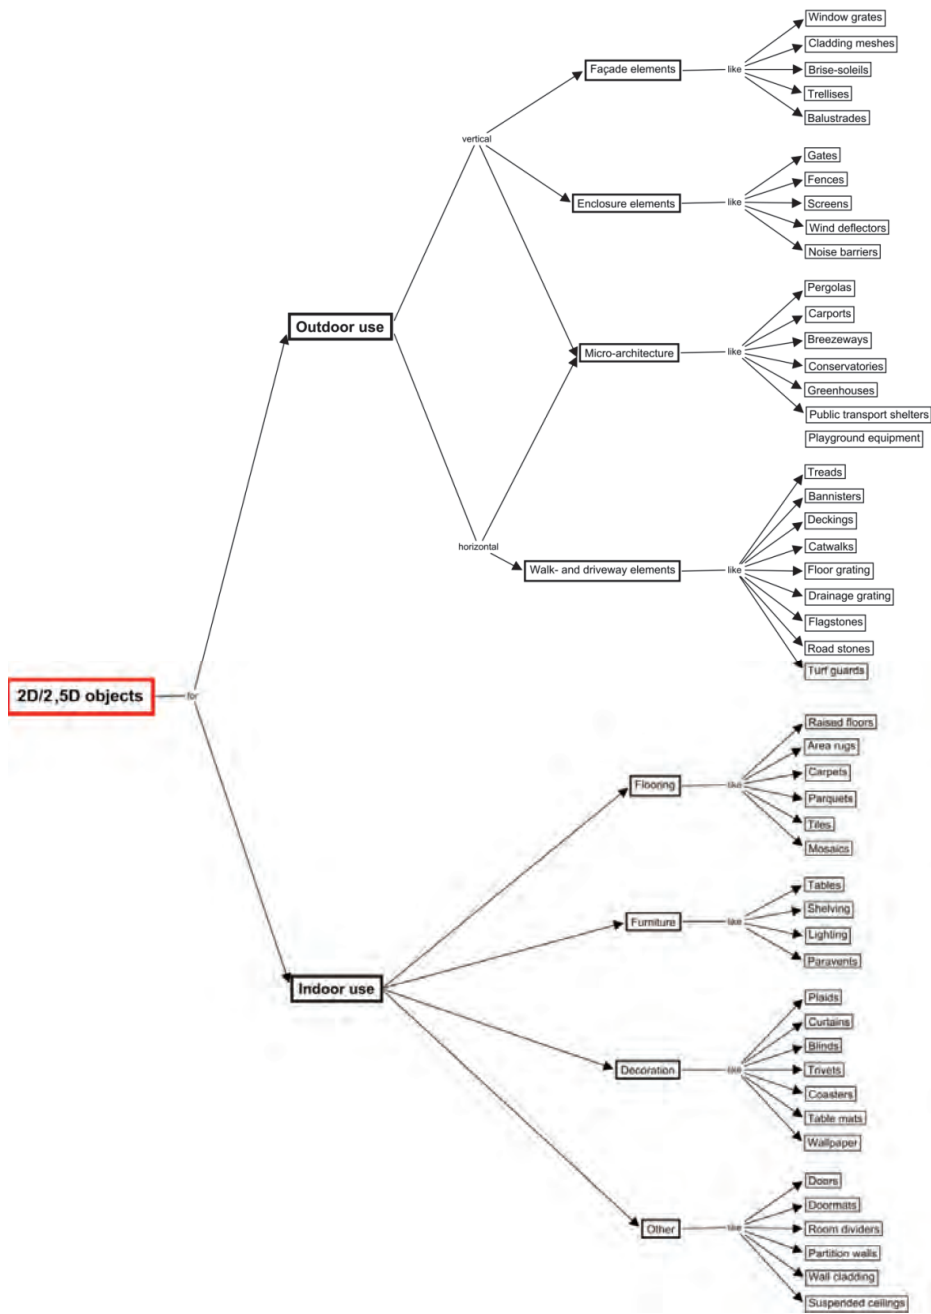 2D/2,5D objects
for
Outdoor use
vertical
Façade elements
like
Window grates
Cladding meshes
Brise-soleils
Trellises
Balustrades
Enclosure elements
like
Gates
Fences
Screens
Wind deflectors
Noise barriers
Micro-architecture
like
Pergolas
Carports
Breezeways
Conservatories
Greenhouses
Public transport shelters
Playground equipment
horizontal
Walk- and driveway elements
like
Treads
Bannisters
Deckings
Catwalks
Floor grating
Drainage grating
Flagstones
Road stones
Turf guards
Indoor use
Flooring
like
Raised floors
Area rugs
Carpets
Parquets
Tiles
Mosaics
Furniture
like
Tables
Shelving
Lighting
Paravents
Decoration
like
Plaids
Curtains
Blinds
Trivets
Coasters
Table mats
Wallpaper
Other
like
Doors
Doormats
Room dividers
Partition walls
Wall cladding
Suspended ceilings